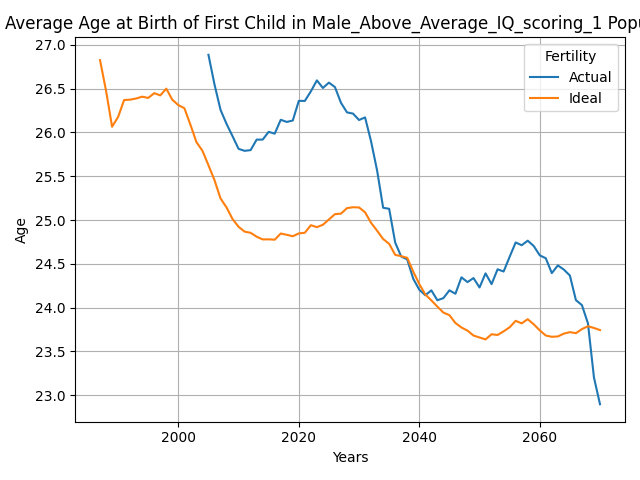 Average Age at Birth of First Child in Male_Above_Average_IQ_scoring_1 Popu
Fertility
Actual
Ideal
27.0
26.5
26.0
25.5
25.0
24.5
24.0
23.5
23.0
Age
2000 2020 2040 2060
Years